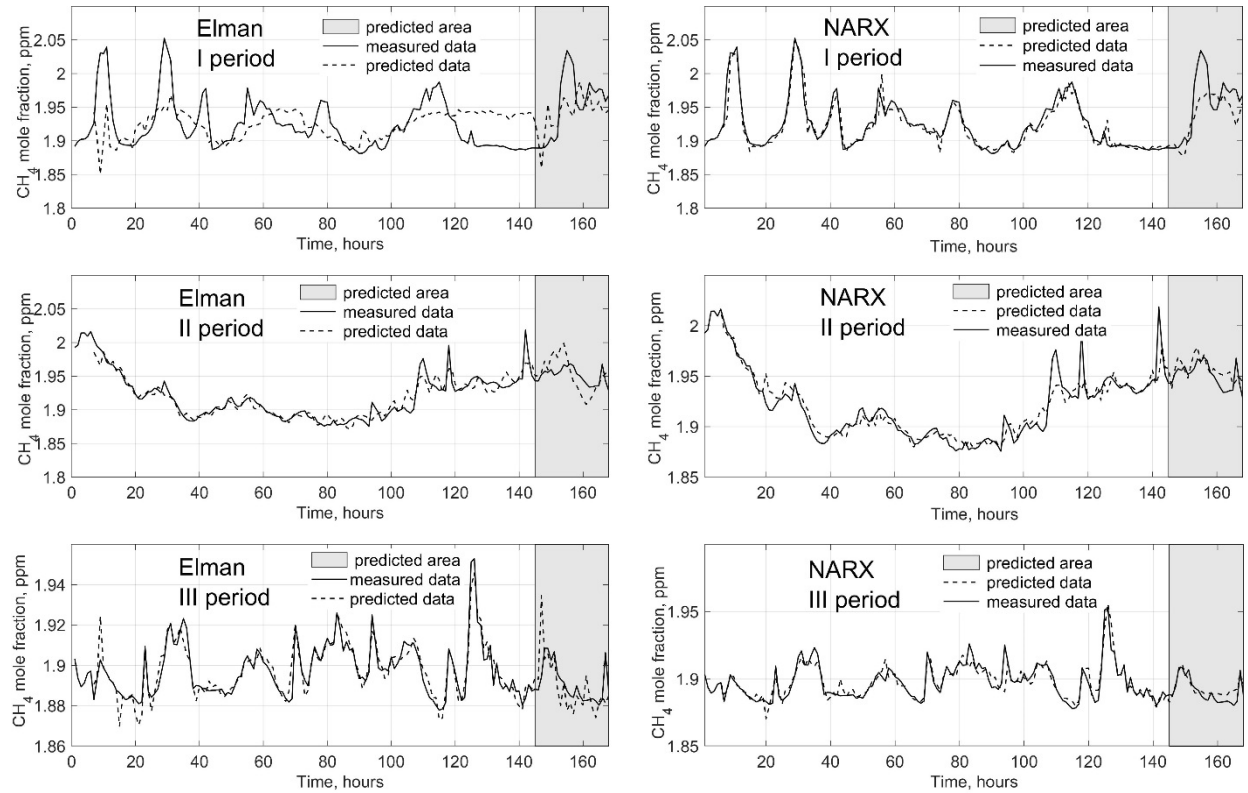 Elman
I period
predicted area
measured data
predicted data
CH4 mole fraction, ppm
2.05
2
1.95
1.9
1.85
1.8
0 20 40 60 80 100 120 140 160
Time, hours
NARX
I period
predicted area
predicted data
measured data
CH4 mole fraction, ppm
2.05
2
1.95
1.9
1.85
1.8
20 40 60 80 100 120 140 160
Time, hours
Elman
II period
predicted area
measured data
predicted data
CH4 mole fraction, ppm
2.05
2
1.95
1.9
1.85
1.8
0 20 40 60 80 100 120 140 160
Time, hours
NARX
II period
predicted area
predicted data
measured data
CH4 mole fraction, ppm
2
1.95
1.9
1.85
20 40 60 80 100 120 140 160
Time, hours
Elman
III period
predicted area
measured data
predicted data
CH4 mole fraction, ppm
1.94
1.92
1.9
1.88
1.86
0 20 40 60 80 100 120 140 160
Time, hours
NARX
III period
predicted area
predicted data
measured data
CH4 mole fraction, ppm
1.95
1.9
1.85
20 40 60 80 100 120 140 160
Time, hours